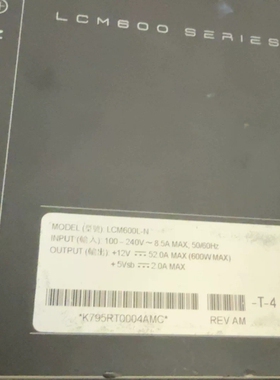 LCM600 SERIES
MODEL (型號): LCM600L-N
INPUT (輸入): 100 – 240V ~ 8.5A MAX, 50/60Hz
OUTPUT (輸出): +12V ⎓ 52.0A MAX (600W MAX)
+ 5Vsb ⎓ 2.0A MAX
-T-4
*K795RT0004AMG*
REV AM